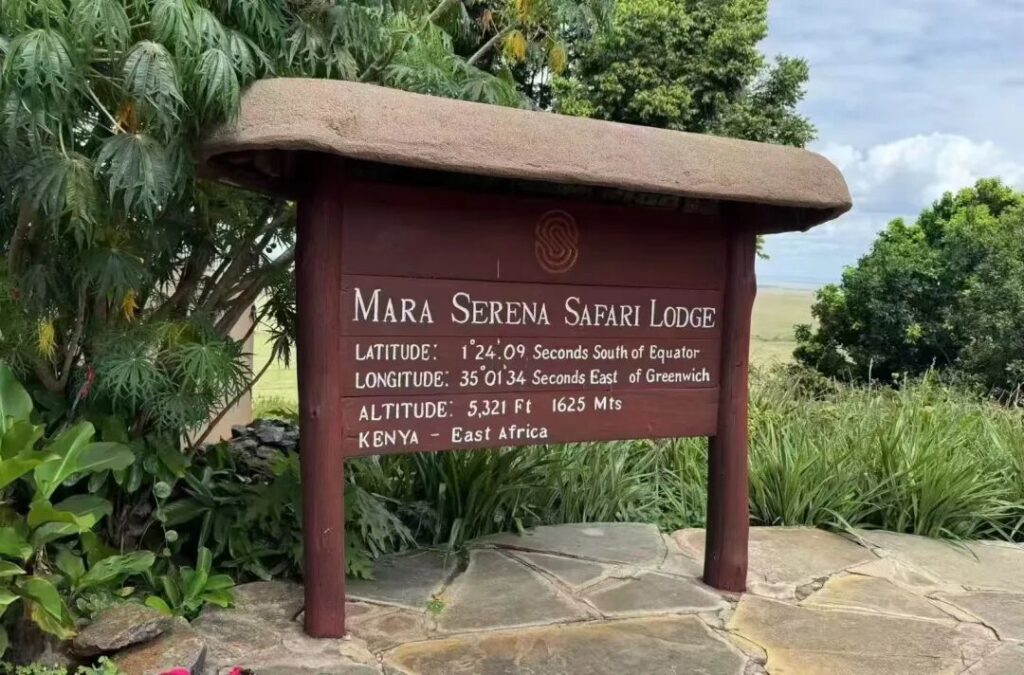 MARA SERENA SAFARI LODGE
LATITUDE: 1°24'.09 Seconds South of Equator
LONGITUDE: 35°01'34 Seconds East of Greenwich
ALTITUDE: 5,321 Ft 1625 Mts
KENYA - East Africa